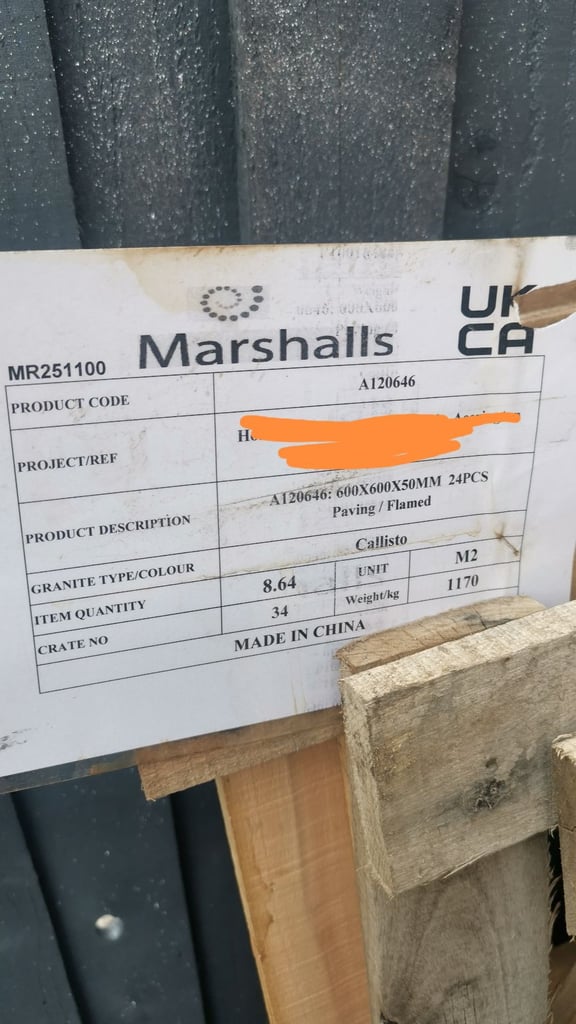 UK
CA
Marshalls
MR251100
PRODUCT CODE A120646
PROJECT/REF
PRODUCT DESCRIPTION A120646: 600X600X50MM 24PCS
Paving / Flamed
GRANITE TYPE/COLOUR Callisto
ITEM QUANTITY 8.64 UNIT M2
CRATE NO 34 Weight/kg 1170
MADE IN CHINA